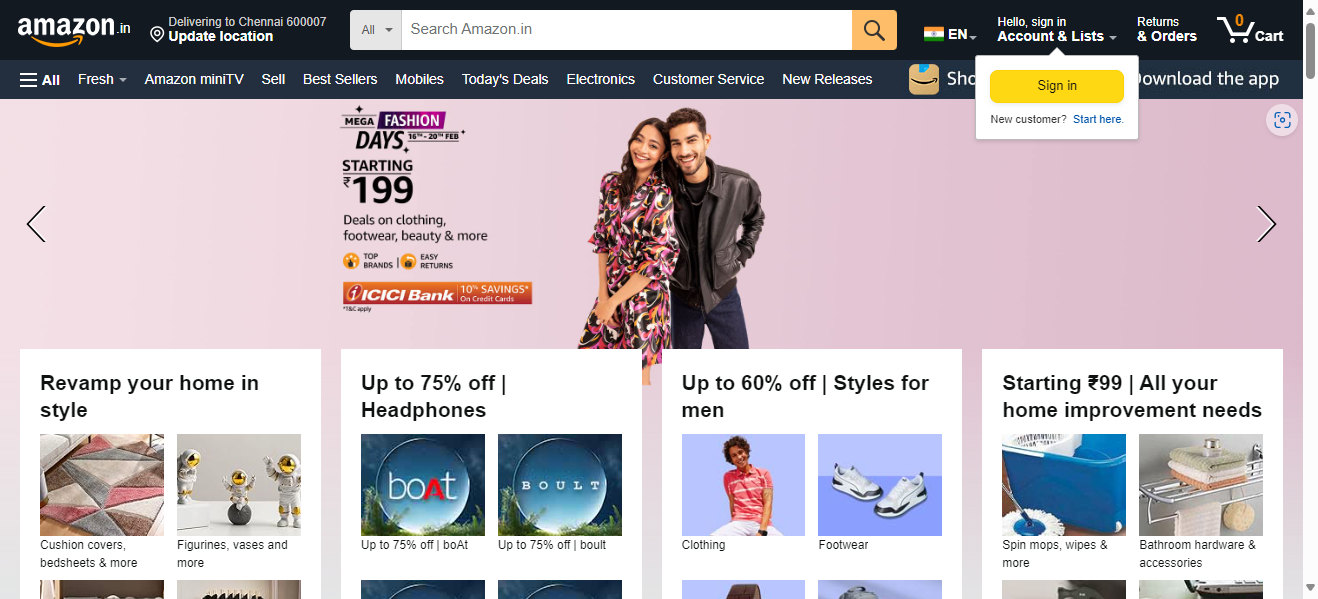 amazon.in
Delivering to Chennai 600007
Update location
All
Search Amazon.in
EN
Hello, sign in
Account & Lists
Returns
& Orders
0
Cart
All
Fresh
Amazon miniTV
Sell
Best Sellers
Mobiles
Today's Deals
Electronics
Customer Service
New Releases
Sho
ownload the app
Sign in
New customer? Start here.
MEGA FASHION
DAYS 16TH - 20TH FEB
STARTING
₹199
Deals on clothing,
footwear, beauty & more
TOP
BRANDS
EASY
RETURNS
ICICI Bank
10% SAVINGS*
On Credit Cards
*T&C apply
Revamp your home in
style
Cushion covers,
bedsheets & more
Figurines, vases and
more
Up to 75% off |
Headphones
boAt
Up to 75% off | boAt
BOULT
Up to 75% off | boult
Up to 60% off | Styles for
men
Clothing
Footwear
Starting ₹99 | All your
home improvement needs
Spin mops, wipes &
more
Bathroom hardware &
accessories